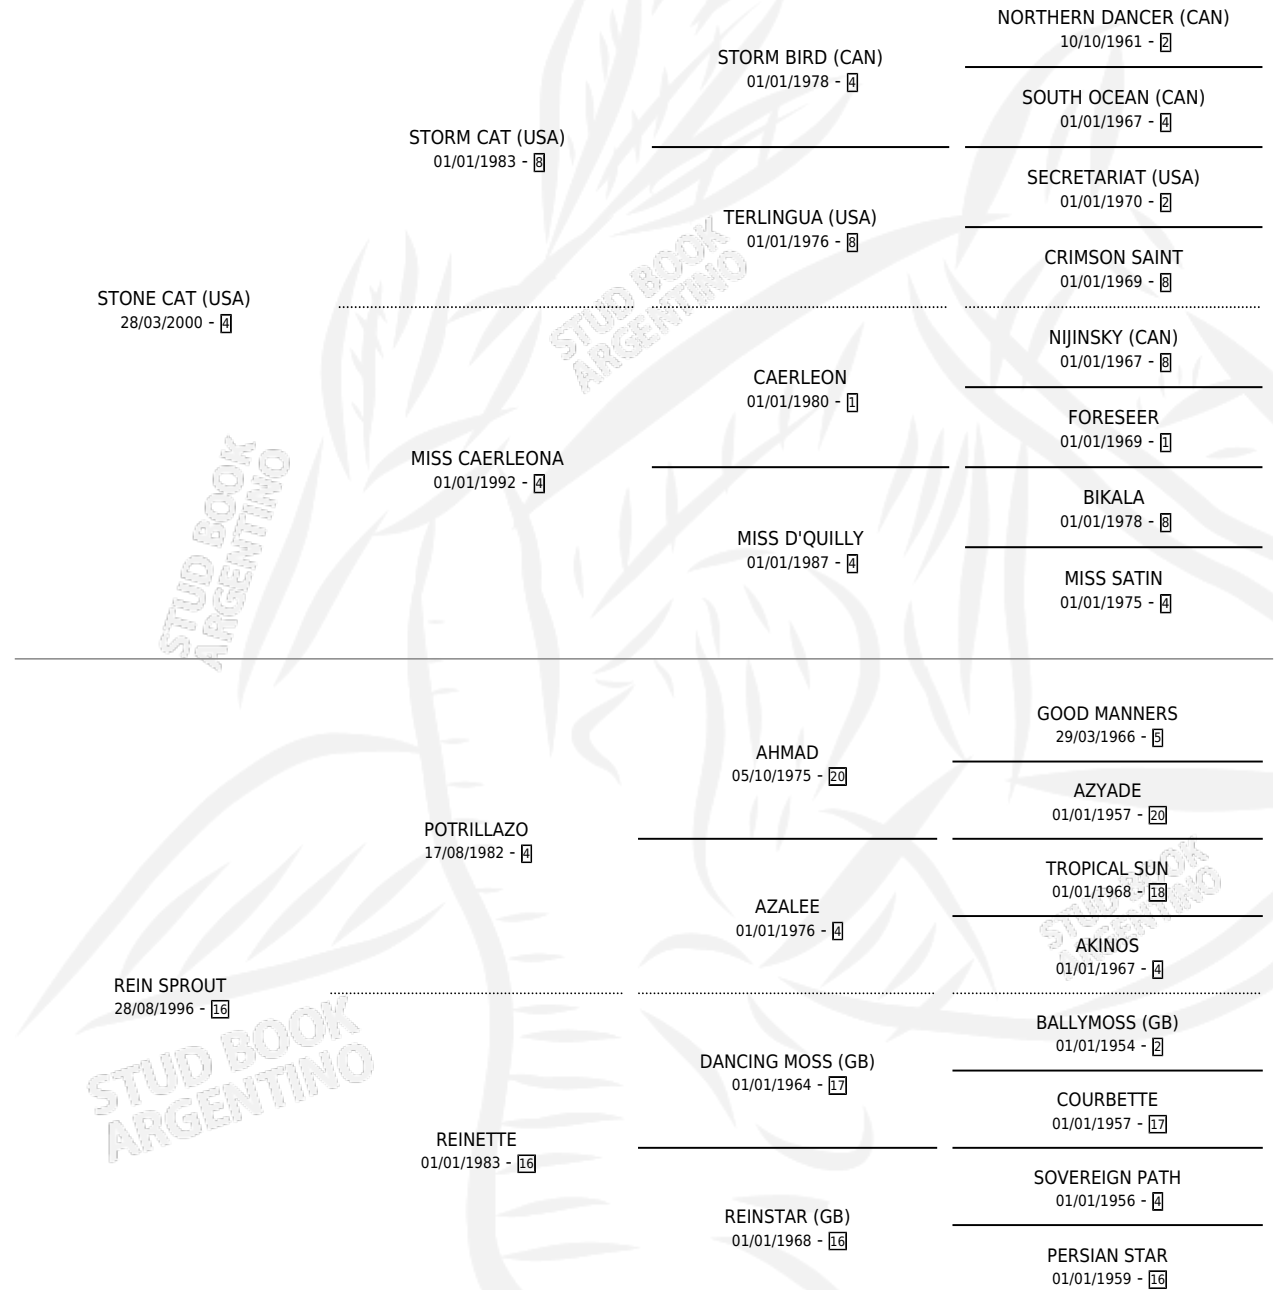 NORTHERN DANCER (CAN)
10/10/1961 - 2
STORM BIRD (CAN)
01/01/1978 - 4
SOUTH OCEAN (CAN)
01/01/1967 - 4
STORM CAT (USA)
01/01/1983 - 8
SECRETARIAT (USA)
01/01/1970 - 2
TERLINGUA (USA)
01/01/1976 - 8
CRIMSON SAINT
01/01/1969 - 8
STONE CAT (USA)
28/03/2000 - 4
STUD BOOK
ARGENTINO
NIJINSKY (CAN)
01/01/1967 - 8
CAERLEON
01/01/1980 - 1
FORESEER
01/01/1969 - 1
MISS CAERLEONA
01/01/1992 - 4
BIKALA
01/01/1978 - 8
MISS D'QUILLY
01/01/1987 - 4
MISS SATIN
01/01/1975 - 4
STUD BOOK
ARGENTINO
GOOD MANNERS
29/03/1966 - 5
AHMAD
05/10/1975 - 20
AZYADE
01/01/1957 - 20
POTRILLAZO
17/08/1982 - 4
TROPICAL SUN
01/01/1968 - 18
AZALEE
01/01/1976 - 4
STUD BOOK
ARGENTINO
AKINOS
01/01/1967 - 4
REIN SPROUT
28/08/1996 - 16
BALLYMOSS (GB)
01/01/1954 - 2
STUD BOOK
ARGENTINO
DANCING MOSS (GB)
01/01/1964 - 17
COURBETTE
01/01/1957 - 17
REINETTE
01/01/1983 - 16
SOVEREIGN PATH
01/01/1956 - 4
REINSTAR (GB)
01/01/1968 - 16
PERSIAN STAR
01/01/1959 - 16